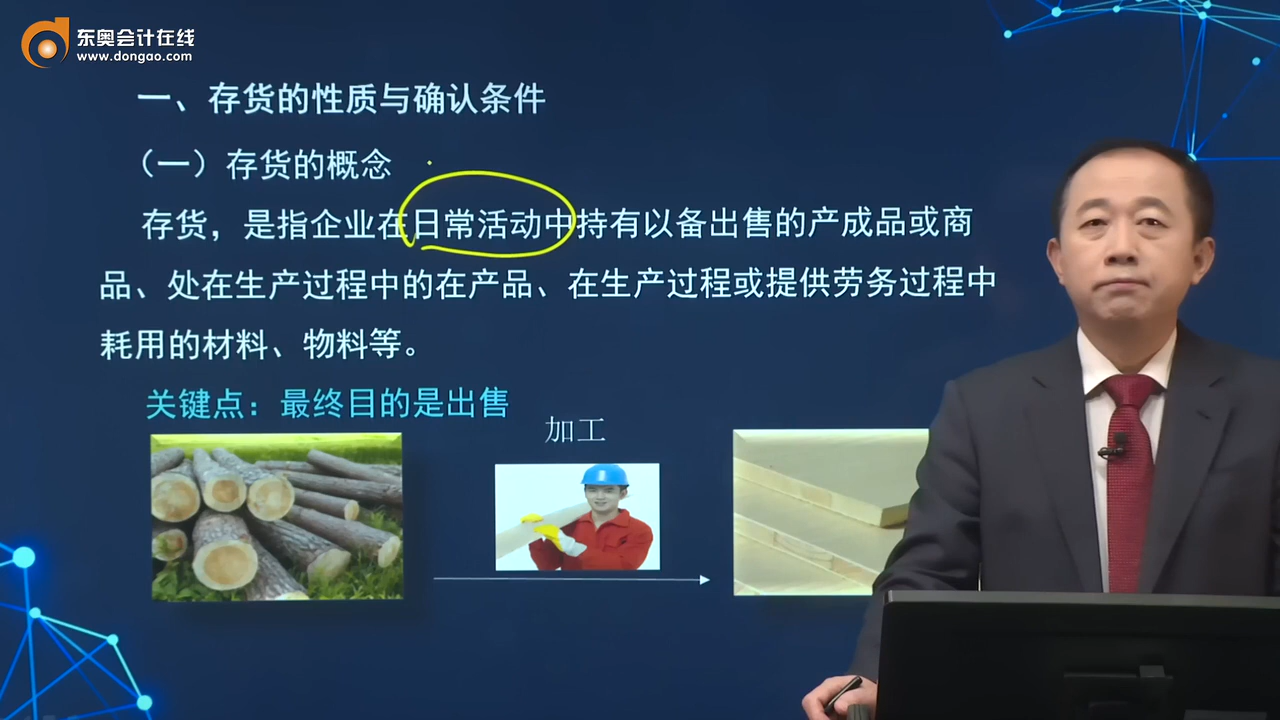 东奥会计在线
www.dongao.com
一、存货的性质与确认条件
（一）存货的概念
存货，是指企业在日常活动中持有以备出售的产成品或商
品、处在生产过程中的在产品、在生产过程或提供劳务过程中
耗用的材料、物料等。
关键点：最终目的是出售
加工